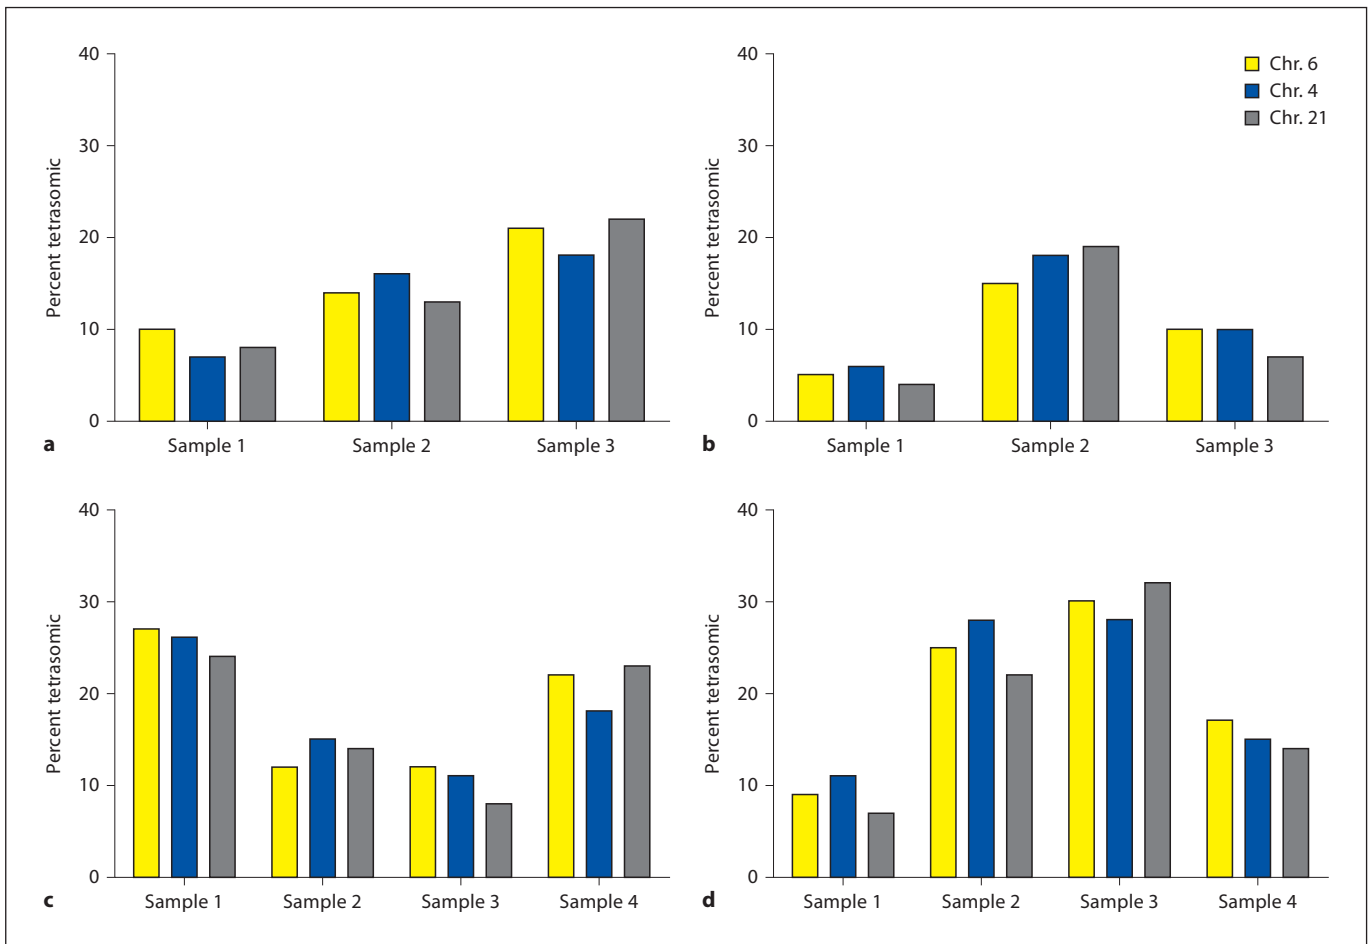 40
30
20
10
0
Percent tetrasomic
Sample 1 Sample 2 Sample 3
a
40
30
20
10
0
Percent tetrasomic
Sample 1 Sample 2 Sample 3
b
Chr. 6
Chr. 4
Chr. 21
40
30
20
10
0
Percent tetrasomic
Sample 1 Sample 2 Sample 3 Sample 4
c
40
30
20
10
0
Percent tetrasomic
Sample 1 Sample 2 Sample 3 Sample 4
d